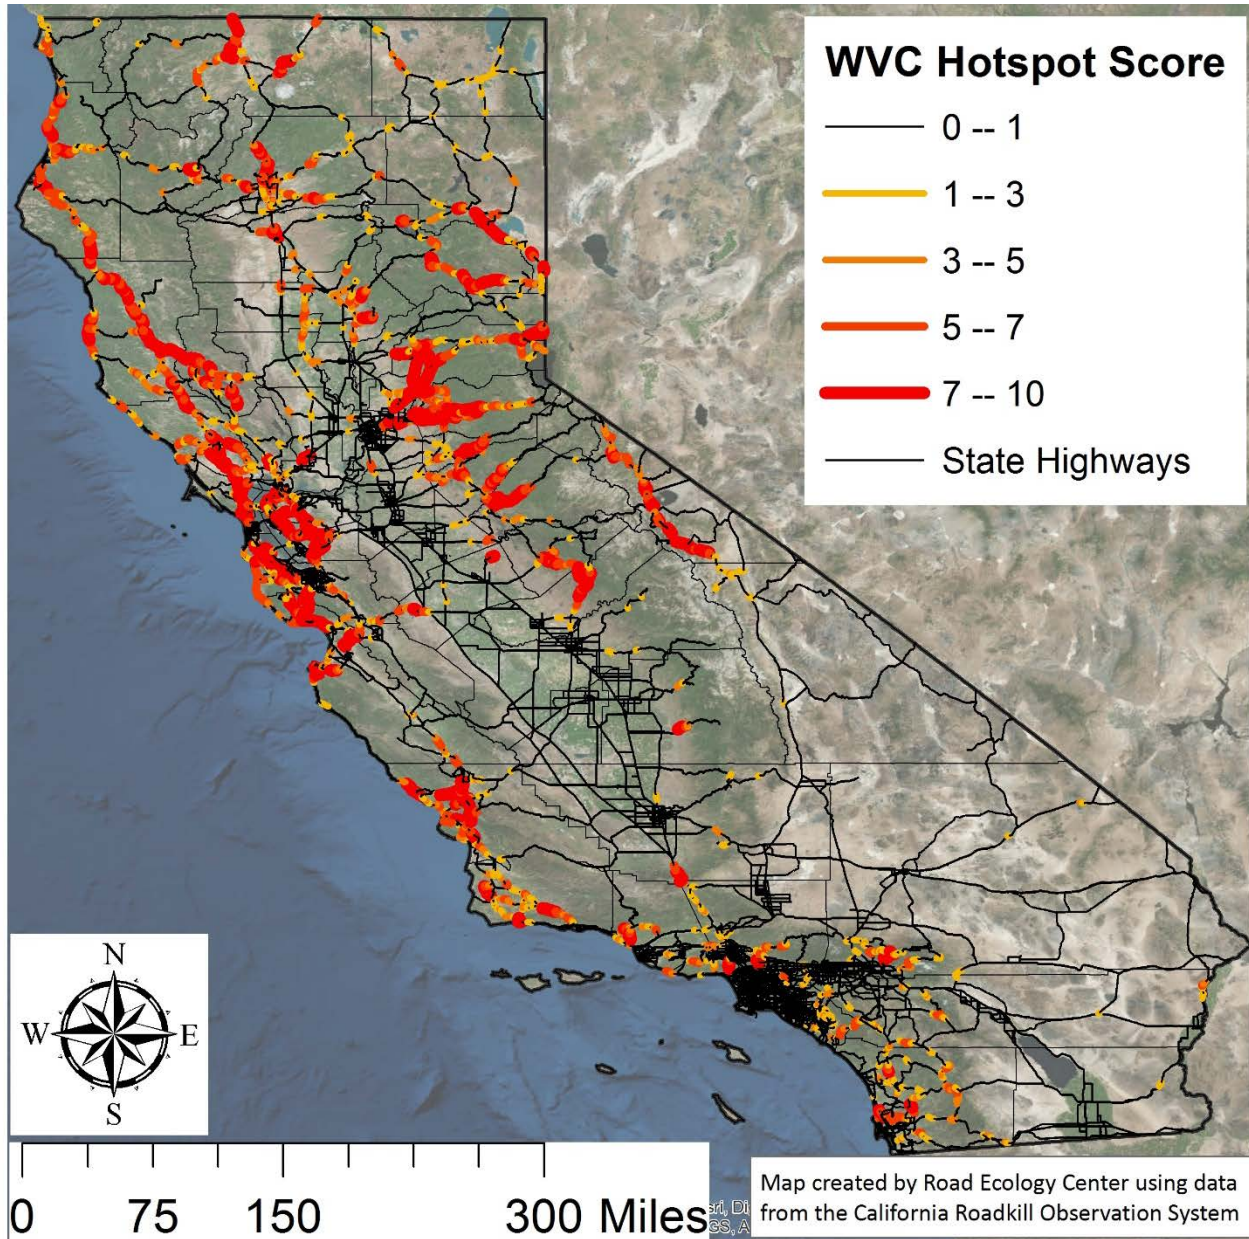 WVC Hotspot Score
0 -- 1
1 -- 3
3 -- 5
5 -- 7
7 -- 10
State Highways
N
W E
S
0 75 150 300 Miles
Map created by Road Ecology Center using data
from the California Roadkill Observation System